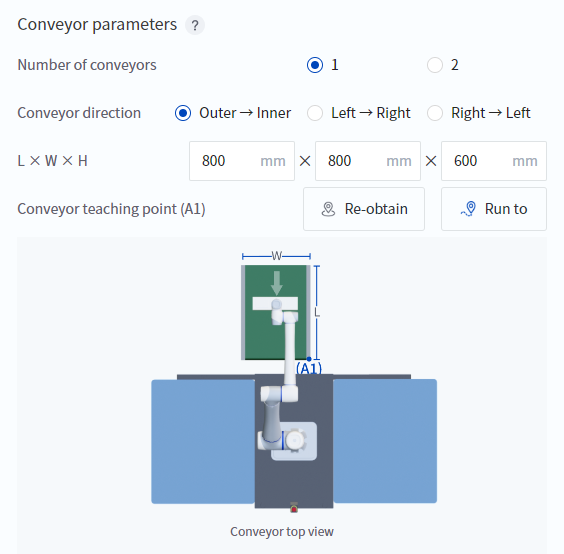 Conveyor parameters ?
Number of conveyors 1 2
Conveyor direction Outer → Inner Left → Right Right → Left
L × W × H 800 mm × 800 mm × 600 mm
Conveyor teaching point (A1) Re-obtain Run to
W
L
(A1)
Conveyor top view